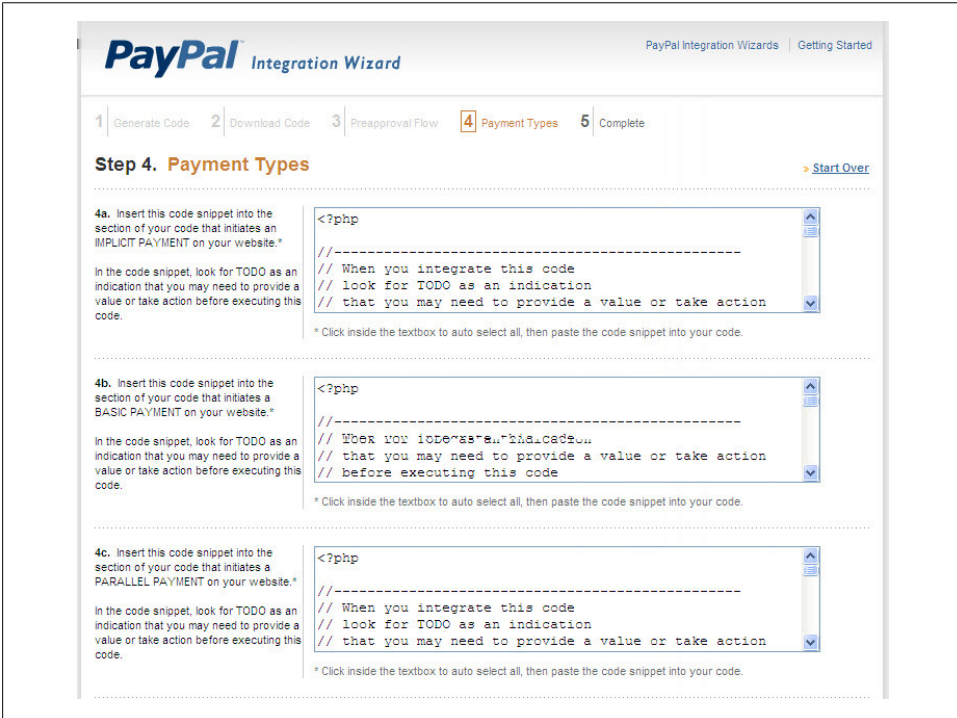 PayPal Integration Wizard
PayPal Integration Wizards | Getting Started
1 Generate Code 2 Download Code 3 Preapproval Flow 4 Payment Types 5 Complete
Step 4. Payment Types
» Start Over
4a. Insert this code snippet into the
section of your code that initiates an
IMPLICIT PAYMENT on your website.*
In the code snippet, look for TODO as an
indication that you may need to provide a
value or take action before executing this
code.
<?php
//-------------------------------------------------
// When you integrate this code
// look for TODO as an indication
// that you may need to provide a value or take action
* Click inside the textbox to auto select all, then paste the code snippet into your code.
4b. Insert this code snippet into the
section of your code that initiates a
BASIC PAYMENT on your website.*
In the code snippet, look for TODO as an
indication that you may need to provide a
value or take action before executing this
code.
<?php
//-------------------------------------------------
//
// that you may need to provide a value or take action
// before executing this code
* Click inside the textbox to auto select all, then paste the code snippet into your code.
4c. Insert this code snippet into the
section of your code that initiates a
PARALLEL PAYMENT on your website.*
In the code snippet, look for TODO as an
indication that you may need to provide a
value or take action before executing this
code.
<?php
//-------------------------------------------------
// When you integrate this code
// look for TODO as an indication
// that you may need to provide a value or take action
* Click inside the textbox to auto select all, then paste the code snippet into your code.